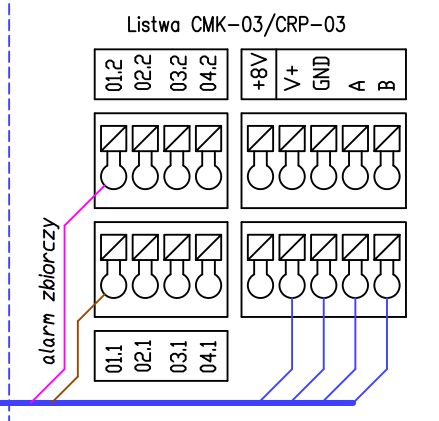 Listwa CMK-03/CRP-03
01.2 02.2 03.2 04.2 +8V V+ GND A B
alarm zbiorczy
01.1 02.1 03.1 04.1